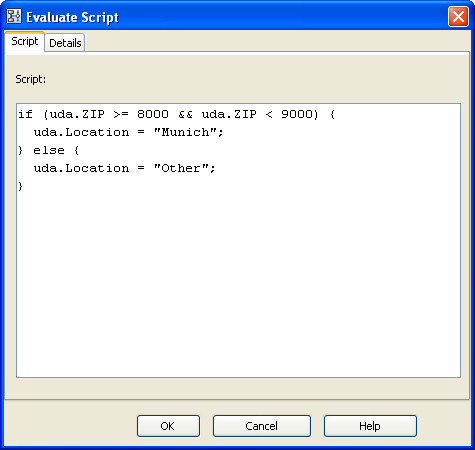 Evaluate Script
Script Details
Script:
if (uda.ZIP >= 8000 && uda.ZIP < 9000) {
  uda.Location = "Munich";
} else {
  uda.Location = "Other";
}
OK Cancel Help